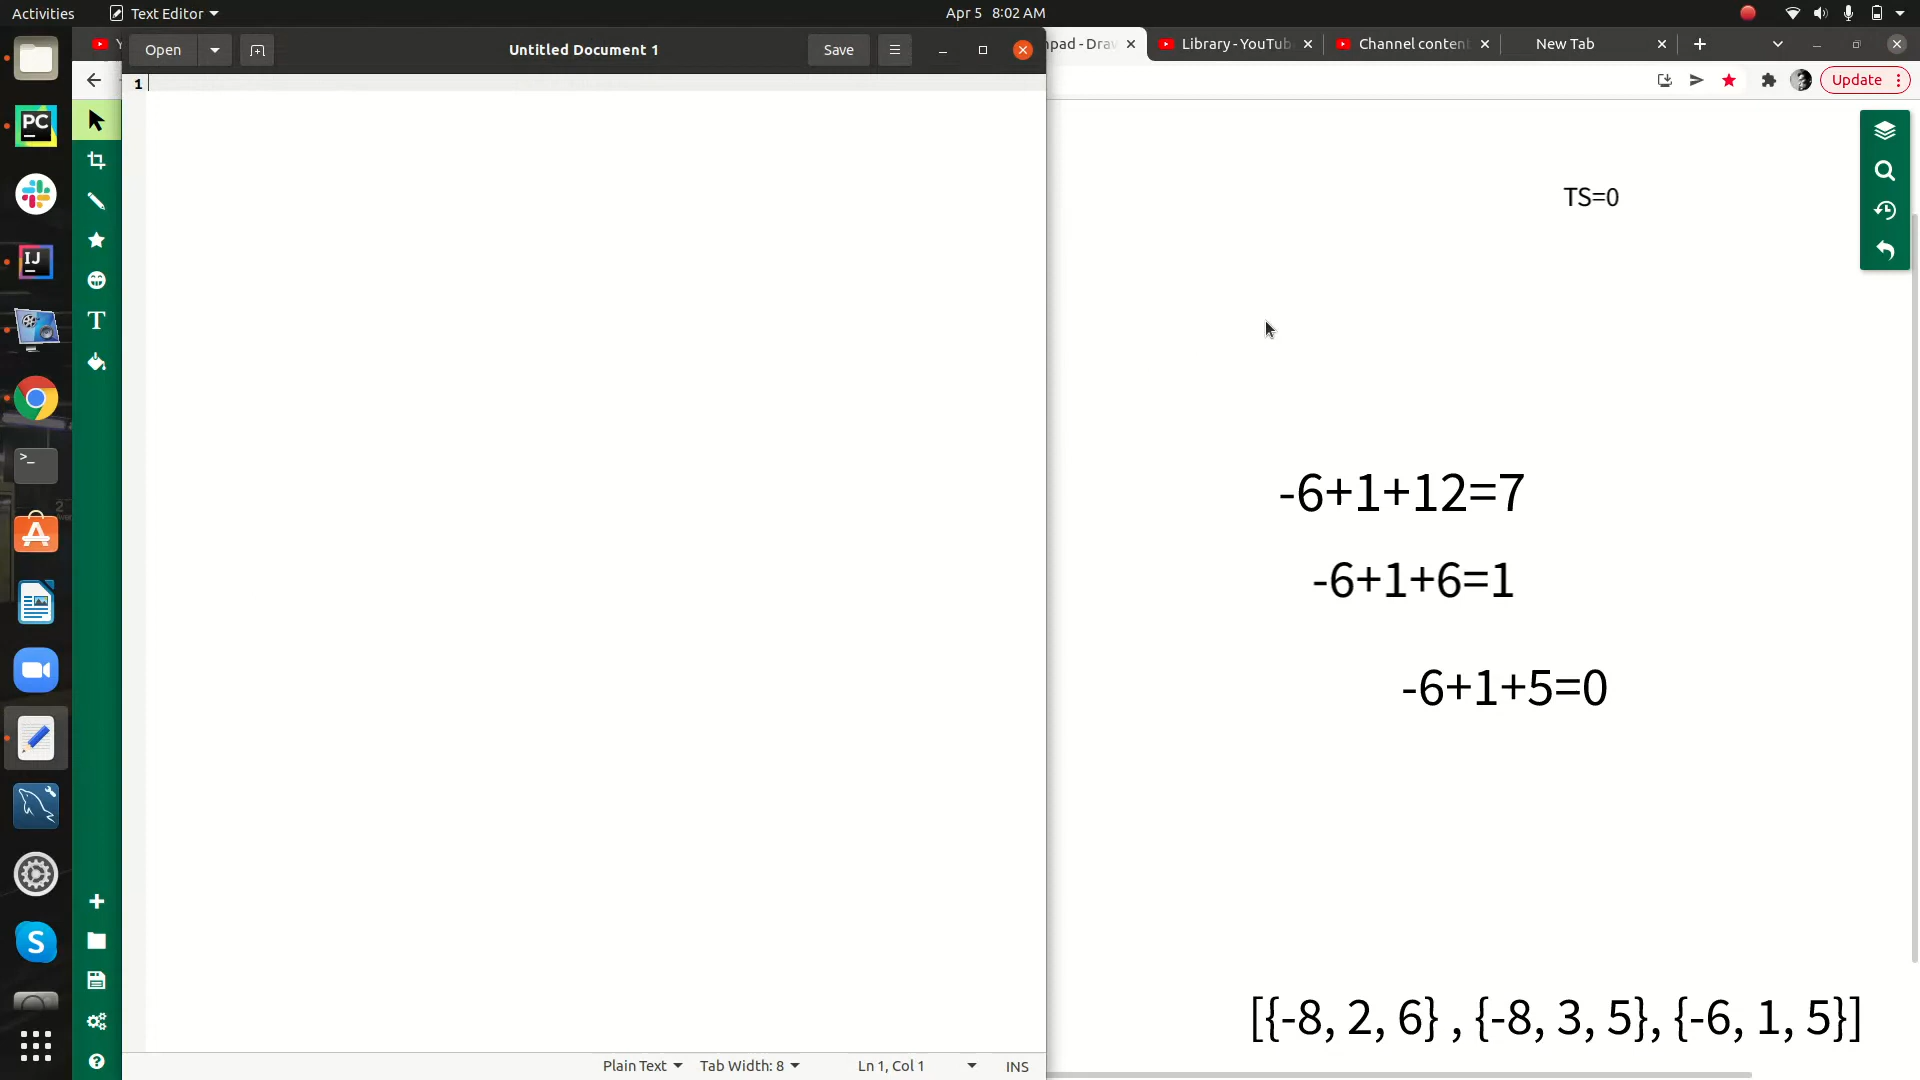 Activities
Text Editor
Apr 5 8:02 AM
Open
Untitled Document 1
Save
Library - YouTub
Channel content
New Tab
Update
1
PC
IJ
T
TS=0
-6+1+12=7
-6+1+6=1
-6+1+5=0
[{-8, 2, 6} , {-8, 3, 5}, {-6, 1, 5}]
Plain Text
Tab Width: 8
Ln 1, Col 1
INS